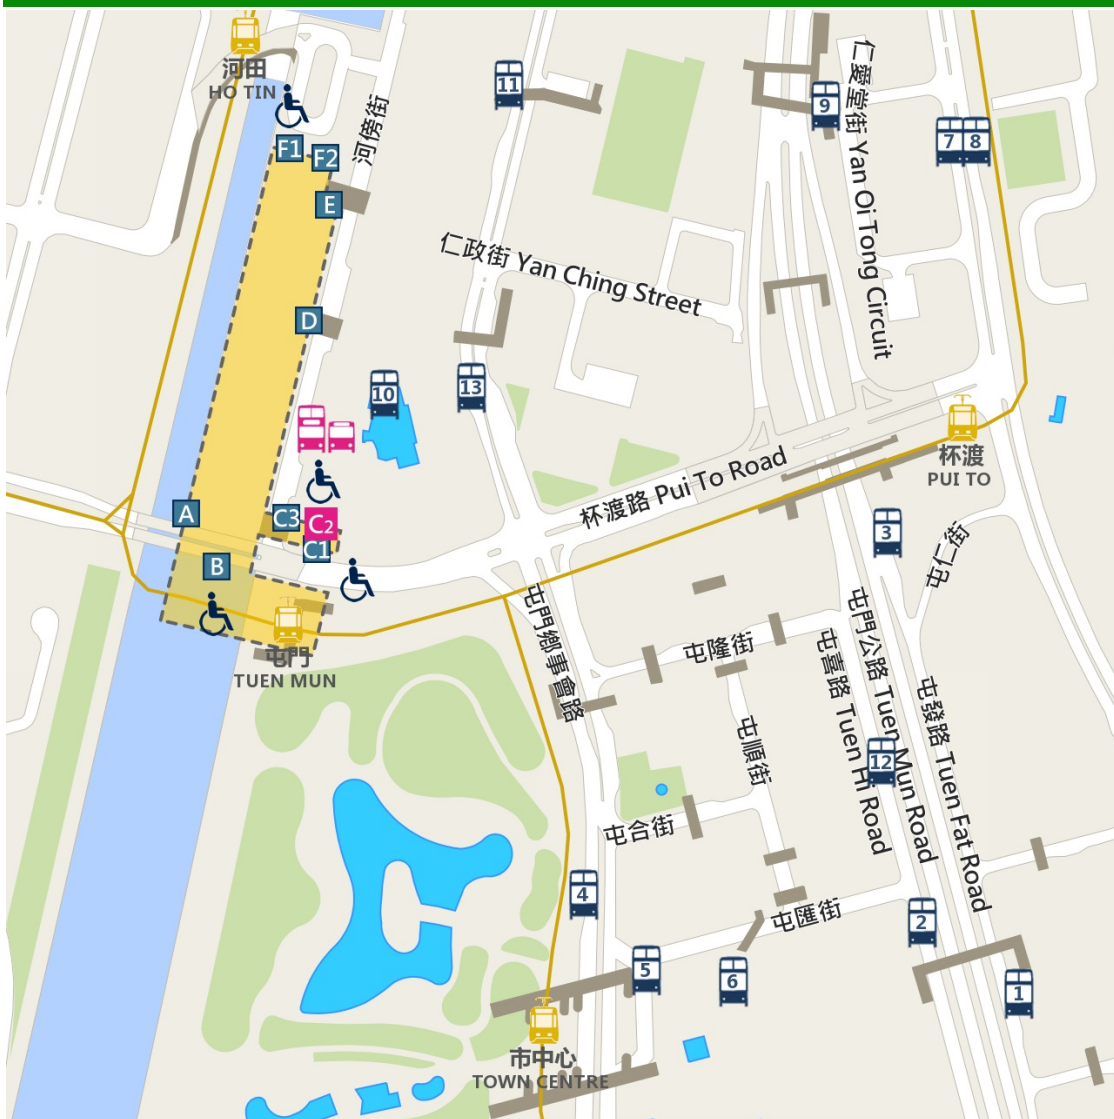 河田
HO TIN
F1
F2
E
河傍街
11
9
仁愛堂街 Yan Oi Tong Circuit
7
8
仁政街 Yan Ching Street
D
10
13
杯渡
PUI TO
杯渡路 Pui To Road
A
C3
C2
C1
B
3
屯仁街
屯門
TUEN MUN
屯門鄉事會路
屯隆街
屯喜路 Tuen Hi Road
屯門公路 Tuen Mun Road
屯發路 Tuen Fat Road
屯順街
12
屯合街
4
屯匯街
2
5
6
1
市中心
TOWN CENTRE